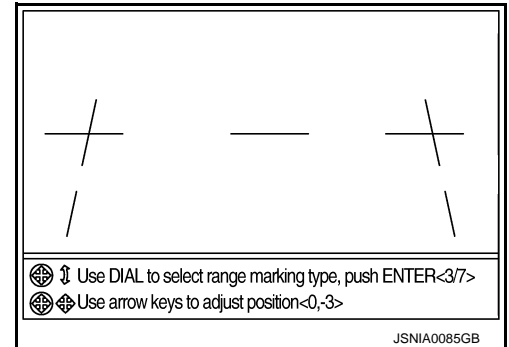 Use DIAL to select range marking type, push ENTER<3/7>
Use arrow keys to adjust position<0,-3>
JSNIA0085GB